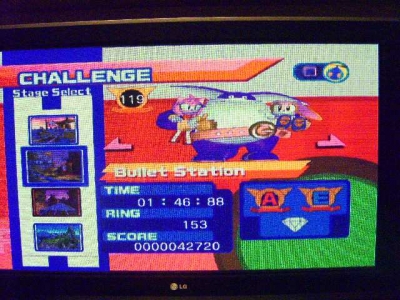 CHALLENGE
Stage Select
119
Bullet Station
TIME
01 : 46 : 88
RING
153
SCORE
0000042720
A E
LG